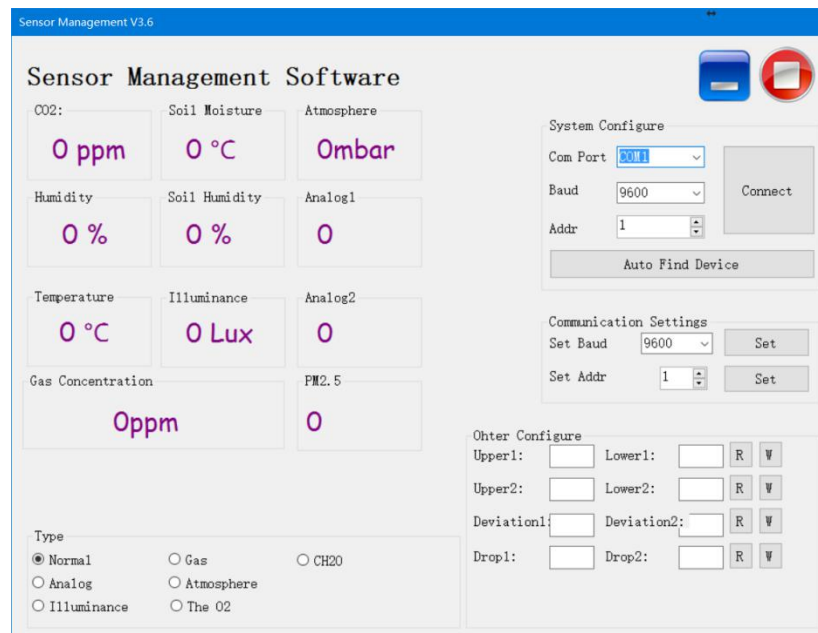 Sensor Management V3.6
Sensor Management Software
CO2:
0 ppm
Soil Moisture
0 °C
Atmosphere
0mbar
Humidity
0 %
Soil Humidity
0 %
Analog1
0
Temperature
0 °C
Illuminance
0 Lux
Analog2
0
Gas Concentration
0ppm
PM2.5
0
Type
Normal
Gas
CH20
Analog
Atmosphere
Illuminance
The O2
System Configure
Com Port COM1
Baud 9600
Addr 1
Connect
Auto Find Device
Communication Settings
Set Baud 9600 Set
Set Addr 1 Set
Ohter Configure
Upper1: Lower1: R W
Upper2: Lower2: R W
Deviation1: Deviation2: R W
Drop1: Drop2: R W